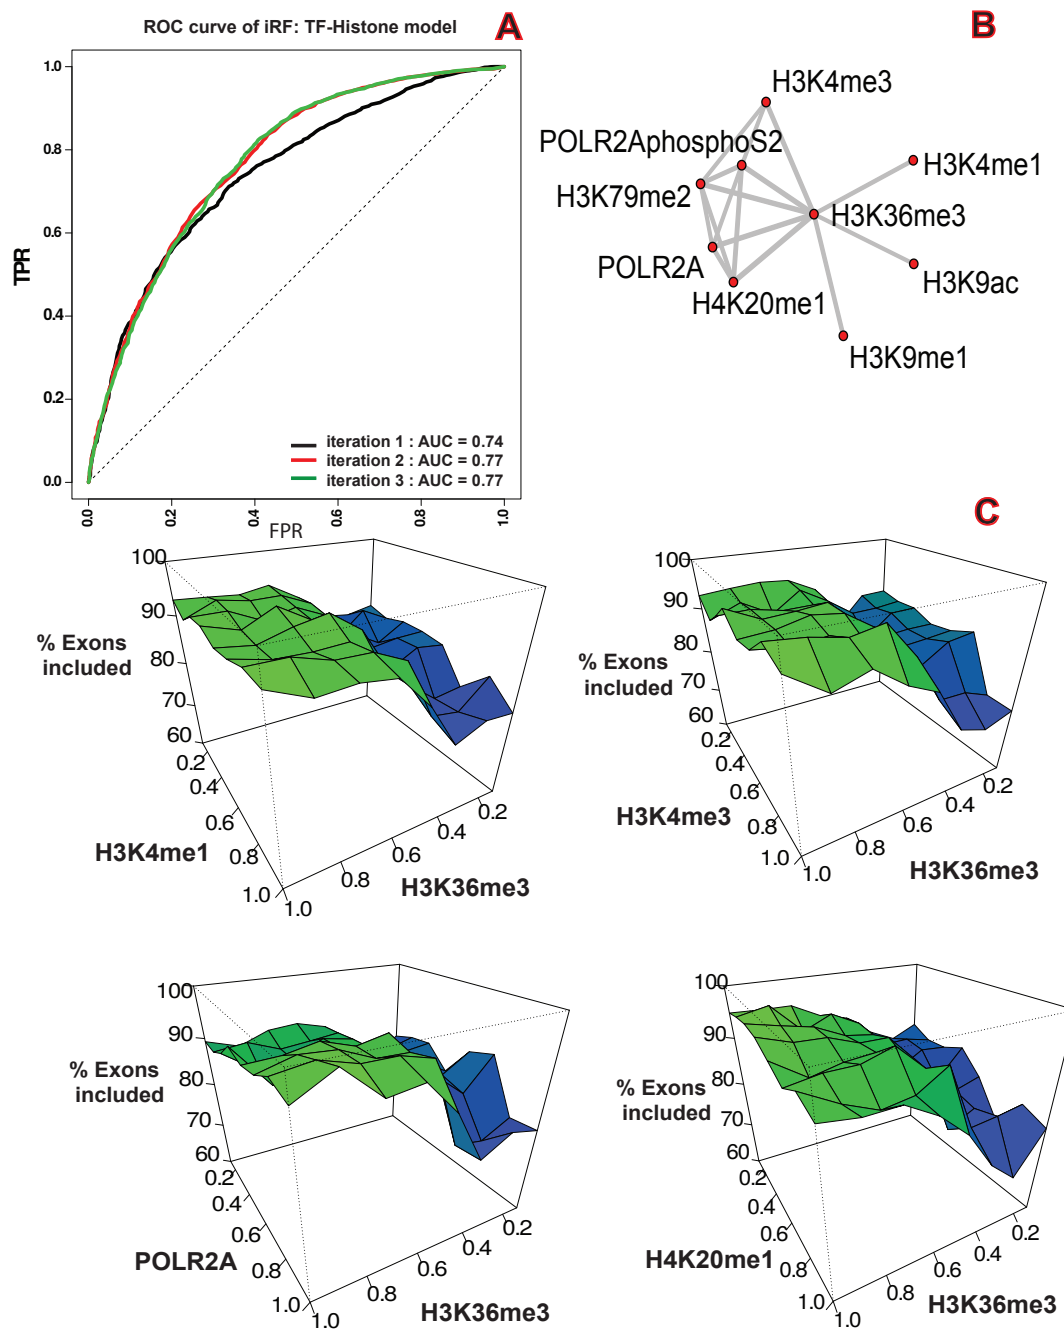 ROC curve of iRF: TF-Histone model
A
TPR
1.0
0.8
0.6
0.4
0.2
0.0
iteration 1 : AUC = 0.74
iteration 2 : AUC = 0.77
iteration 3 : AUC = 0.77
0.0
0.2
0.4
0.6
0.8
1.0
FPR
B
H3K4me3
POLR2AphosphoS2
H3K4me1
H3K79me2
H3K36me3
POLR2A
H3K9ac
H4K20me1
H3K9me1
C
100
90
80
70
60
% Exons
included
0.2
0.4
0.6
0.8
1.0
H3K4me1
1.0
0.8
0.6
0.4
0.2
H3K36me3
100
90
80
70
60
% Exons
included
0.2
0.4
0.6
0.8
1.0
H3K4me3
1.0
0.8
0.6
0.4
0.2
H3K36me3
100
90
80
70
60
% Exons
included
0.2
0.4
0.6
0.8
1.0
POLR2A
1.0
0.8
0.6
0.4
0.2
H3K36me3
100
90
80
70
60
% Exons
included
0.2
0.4
0.6
0.8
1.0
H4K20me1
1.0
0.8
0.6
0.4
0.2
H3K36me3